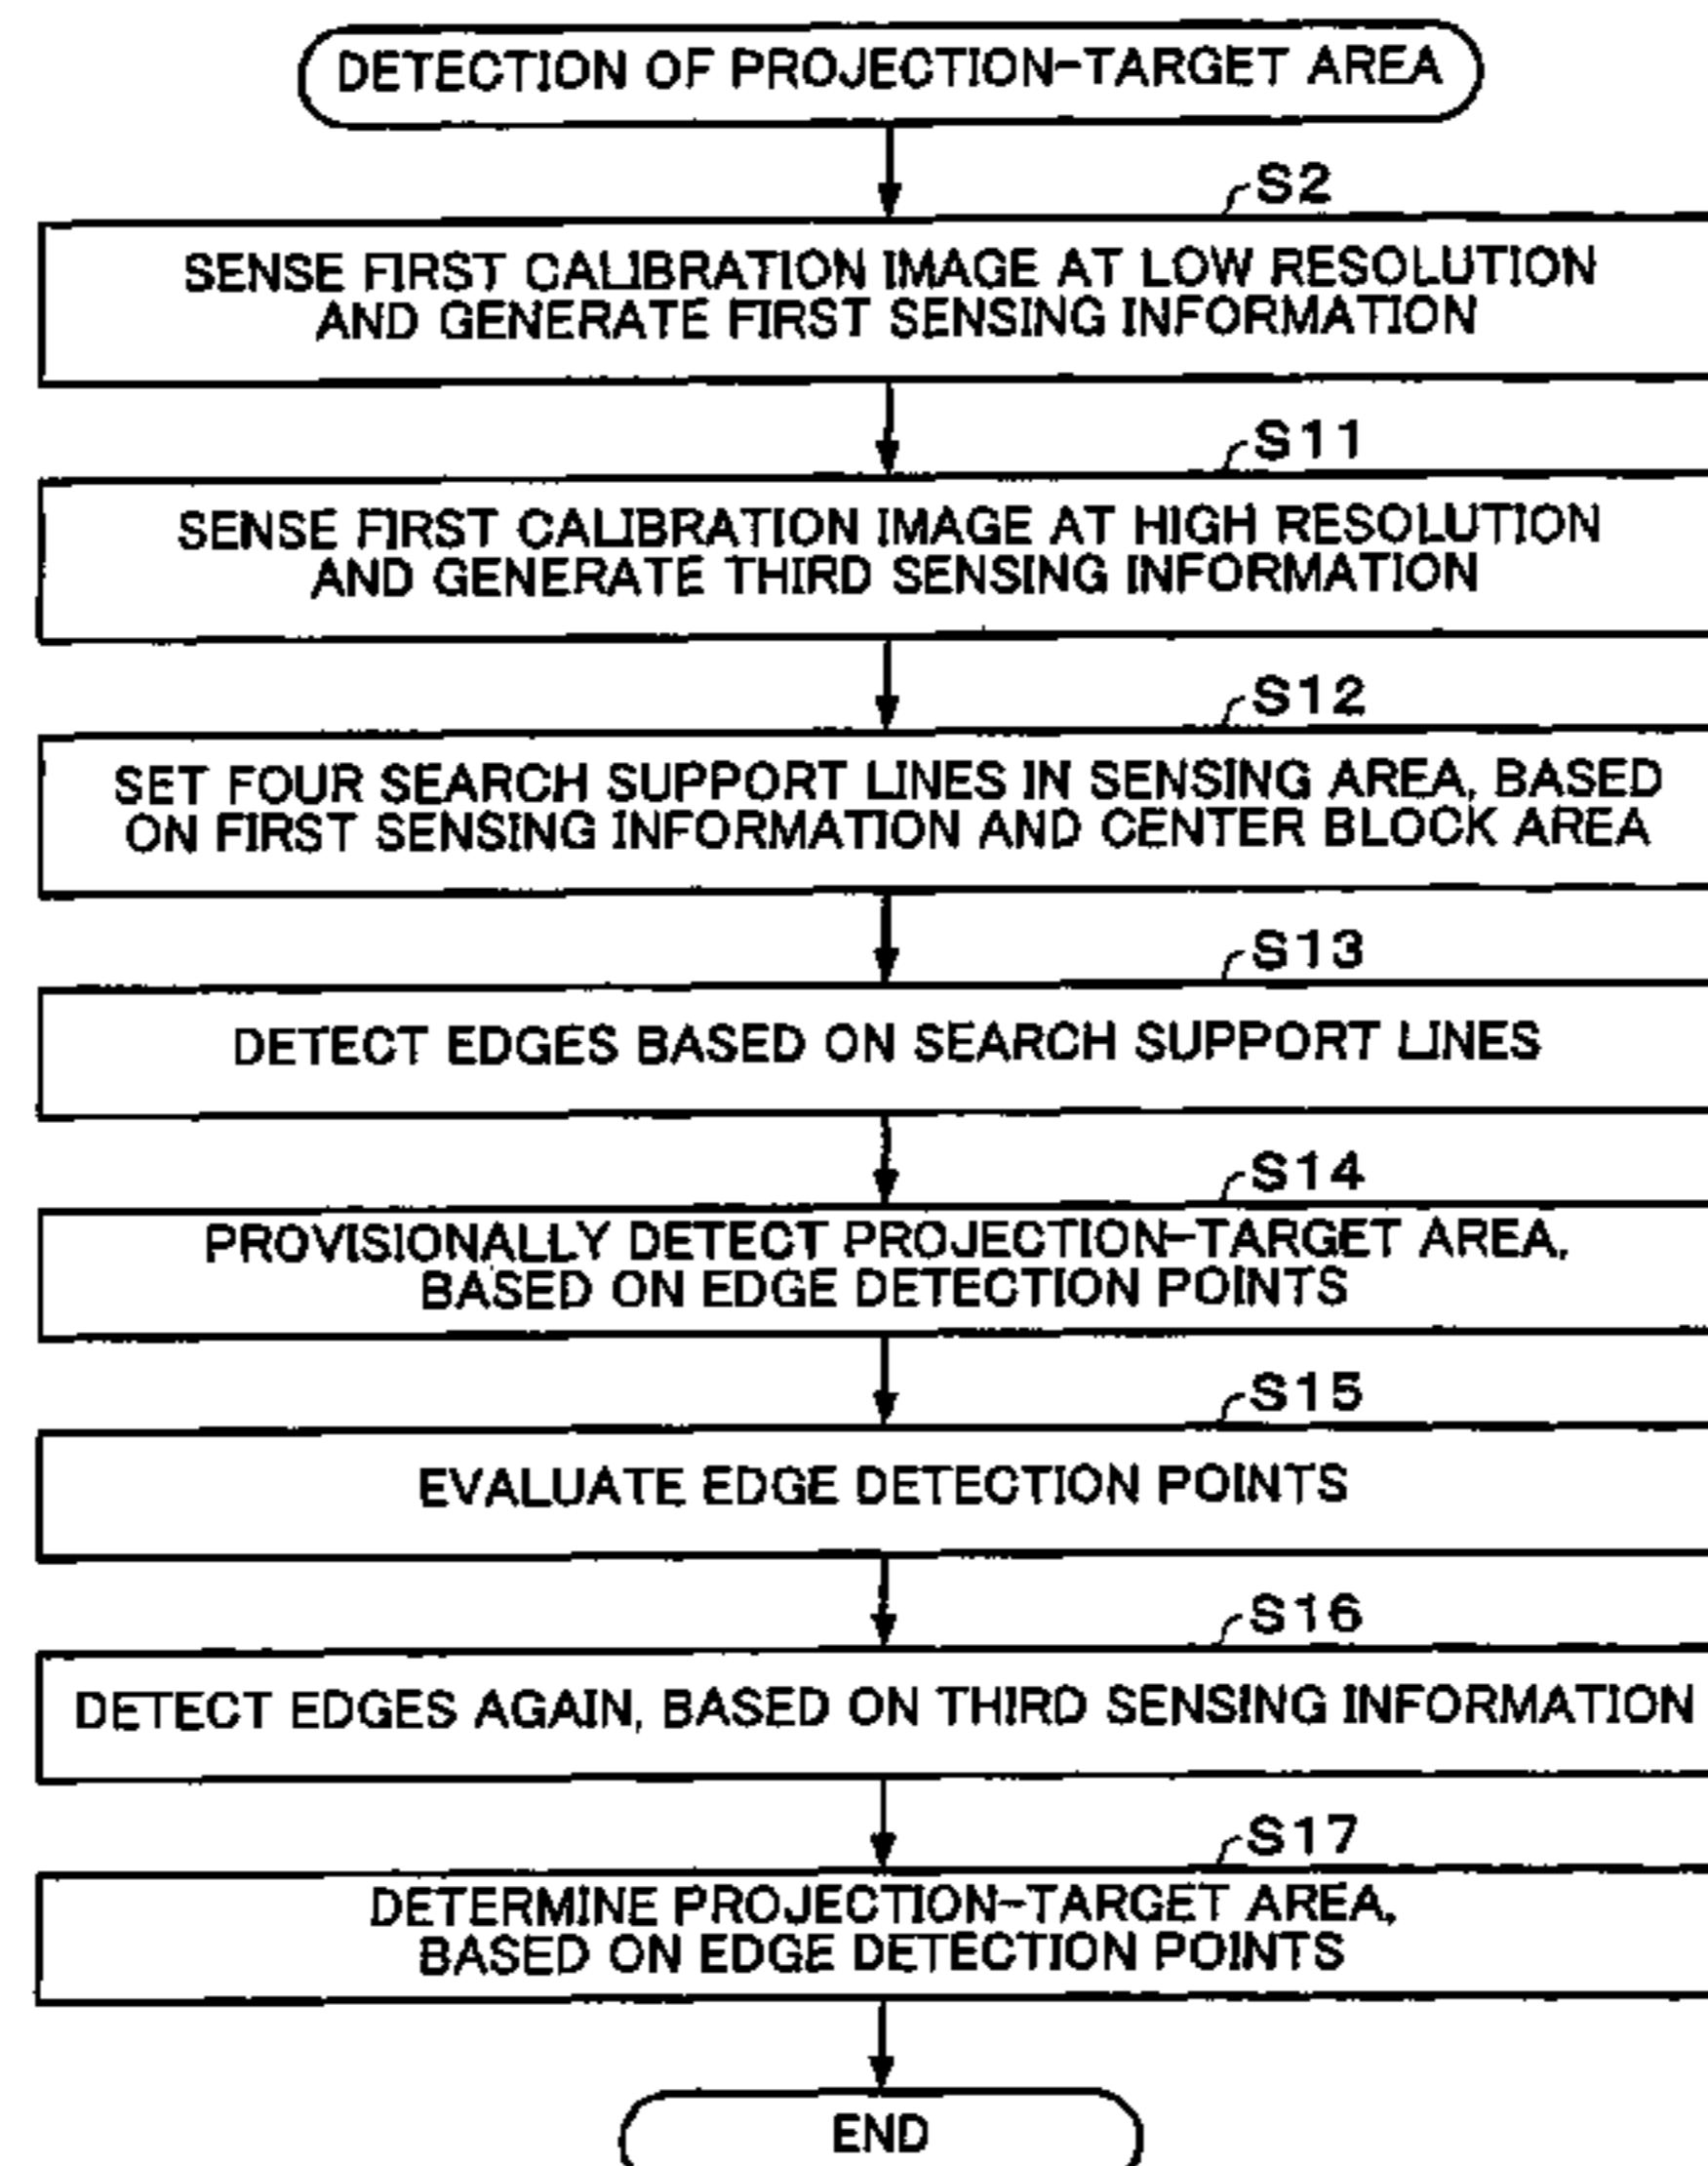 DETECTION OF PROJECTION-TARGET AREA
S2
SENSE FIRST CALIBRATION IMAGE AT LOW RESOLUTION
AND GENERATE FIRST SENSING INFORMATION
S11
SENSE FIRST CALIBRATION IMAGE AT HIGH RESOLUTION
AND GENERATE THIRD SENSING INFORMATION
S12
SET FOUR SEARCH SUPPORT LINES IN SENSING AREA, BASED
ON FIRST SENSING INFORMATION AND CENTER BLOCK AREA
S13
DETECT EDGES BASED ON SEARCH SUPPORT LINES
S14
PROVISIONALLY DETECT PROJECTION-TARGET AREA,
BASED ON EDGE DETECTION POINTS
S15
EVALUATE EDGE DETECTION POINTS
S16
DETECT EDGES AGAIN, BASED ON THIRD SENSING INFORMATION
S17
DETERMINE PROJECTION-TARGET AREA,
BASED ON EDGE DETECTION POINTS
END